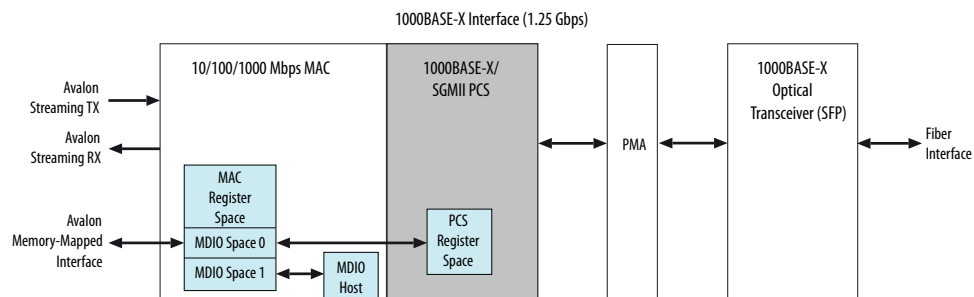 1000BASE-X Interface (1.25 Gbps)
10/100/1000 Mbps MAC
1000BASE-X/
SGMII PCS
1000BASE-X
Optical
Transceiver (SFP)
Avalon
Streaming TX
Avalon
Streaming RX
PMA
Fiber
Interface
MAC
Register
Space
Avalon
Memory-Mapped
Interface
MDIO Space 0
PCS
Register
Space
MDIO Space 1
MDIO
Host